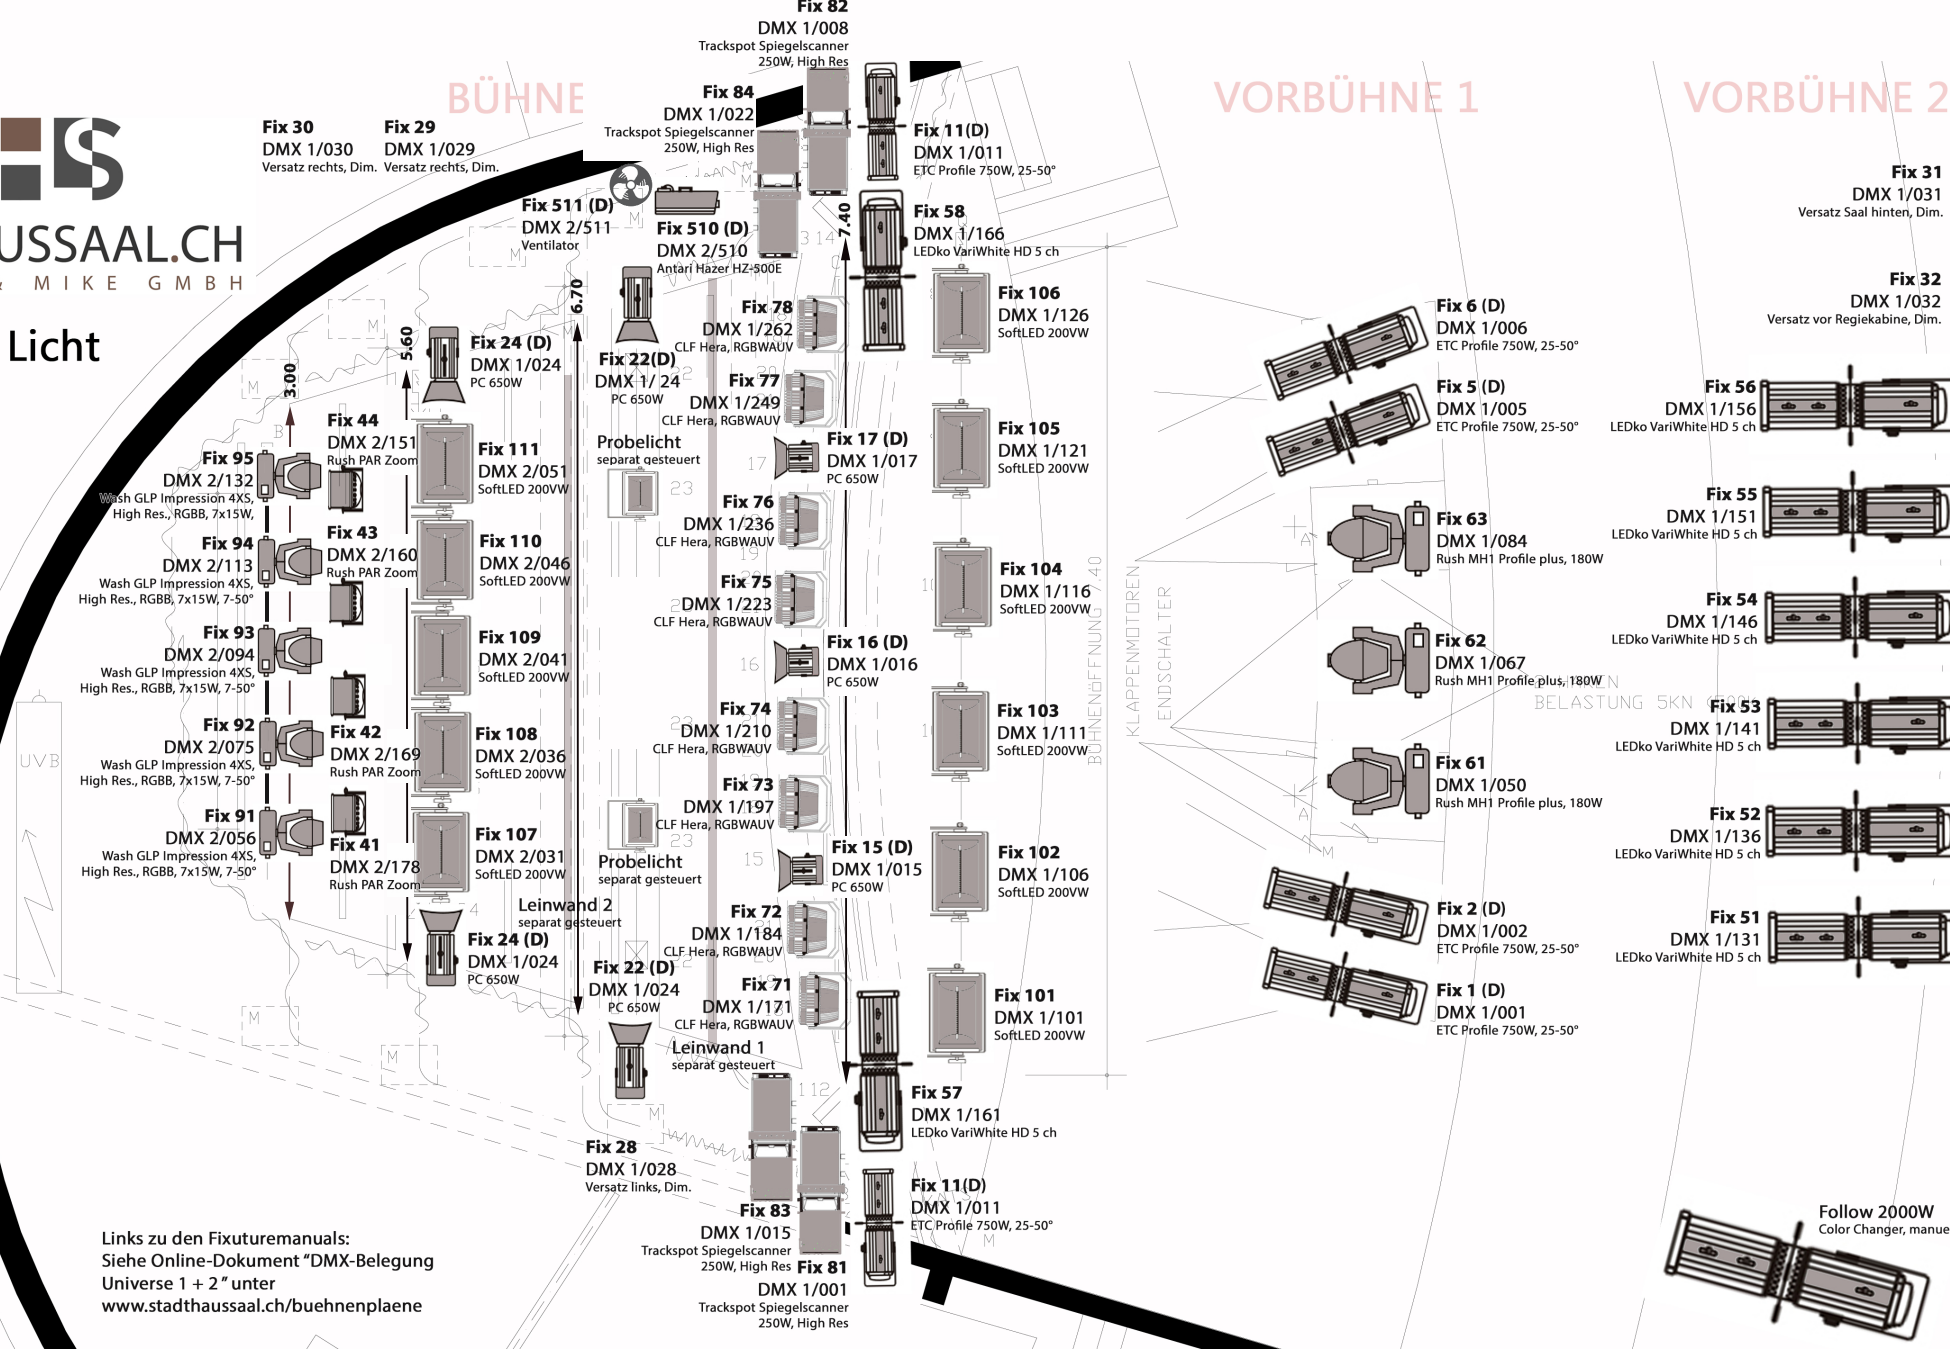 Fix 82
DMX 1/008
Trackspot Spiegelscanner
250W, High Res
BÜHNE
VORBÜHNE 1
VORBÜHNE 2
Fix 84
DMX 1/022
Trackspot Spiegelscanner
250W, High Res
Fix 30
DMX 1/030
Versatz rechts, Dim.
Fix 29
DMX 1/029
Versatz rechts, Dim.
Fix 11(D)
DMX 1/011
ETC Profile 750W, 25-50°
Fix 31
DMX 1/031
Versatz Saal hinten, Dim.
HS
USSAAL.CH
& MIKE GMBH
Licht
Fix 511 (D)
DMX 2/511
Ventilator
Fix 510 (D)
DMX 2/510
Antari Hazer HZ-500E
7.40
Fix 58
DMX 1/166
LEDko VariWhite HD 5 ch
Fix 32
DMX 1/032
Versatz vor Regiekabine, Dim.
3.00
5.60
6.70
Fix 24 (D)
DMX 1/024
PC 650W
Fix 22(D)
DMX 1/ 24
PC 650W
Fix 78
DMX 1/262
CLF Hera, RGBWAUV
Fix 106
DMX 1/126
SoftLED 200VW
Fix 6 (D)
DMX 1/006
ETC Profile 750W, 25-50°
Fix 77
DMX 1/249
CLF Hera, RGBWAUV
Fix 5 (D)
DMX 1/005
ETC Profile 750W, 25-50°
Fix 56
DMX 1/156
LEDko VariWhite HD 5 ch
Fix 44
DMX 2/151
Rush PAR Zoom
Fix 111
DMX 2/051
SoftLED 200VW
Probelicht
separat gesteuert
23
17
Fix 17 (D)
DMX 1/017
PC 650W
Fix 105
DMX 1/121
SoftLED 200VW
Fix 95
DMX 2/132
Wash GLP Impression 4XS,
High Res., RGBB, 7x15W,
Fix 76
DMX 1/236
CLF Hera, RGBWAUV
Fix 55
DMX 1/151
LEDko VariWhite HD 5 ch
Fix 63
DMX 1/084
Rush MH1 Profile plus, 180W
Fix 43
DMX 2/160
Rush PAR Zoom
Fix 110
DMX 2/046
SoftLED 200VW
Fix 94
DMX 2/113
Wash GLP Impression 4XS,
High Res., RGBB, 7x15W, 7-50°
Fix 75
DMX 1/223
CLF Hera, RGBWAUV
Fix 104
DMX 1/116
SoftLED 200VW
BÜHNENÖFFNUNG 7.40
KLAPPENMOTOREN
ENDSCHALTER
Fix 54
DMX 1/146
LEDko VariWhite HD 5 ch
Fix 93
DMX 2/094
Wash GLP Impression 4XS,
High Res., RGBB, 7x15W, 7-50°
Fix 109
DMX 2/041
SoftLED 200VW
16
Fix 16 (D)
DMX 1/016
PC 650W
Fix 62
DMX 1/067
Rush MH1 Profile plus, 180W
BELASTUNG 5KN
Fix 53
DMX 1/141
LEDko VariWhite HD 5 ch
UVB
Fix 92
DMX 2/075
Wash GLP Impression 4XS,
High Res., RGBB, 7x15W, 7-50°
Fix 42
DMX 2/169
Rush PAR Zoom
Fix 108
DMX 2/036
SoftLED 200VW
Fix 74
DMX 1/210
CLF Hera, RGBWAUV
Fix 103
DMX 1/111
SoftLED 200VW
Fix 73
DMX 1/197
CLF Hera, RGBWAUV
Fix 61
DMX 1/050
Rush MH1 Profile plus, 180W
Fix 91
DMX 2/056
Wash GLP Impression 4XS,
High Res., RGBB, 7x15W, 7-50°
Fix 41
DMX 2/178
Rush PAR Zoom
Fix 107
DMX 2/031
SoftLED 200VW
23
Probelicht
separat gesteuert
15
Fix 15 (D)
DMX 1/015
PC 650W
Fix 102
DMX 1/106
SoftLED 200VW
Fix 52
DMX 1/136
LEDko VariWhite HD 5 ch
Leinwand 2
separat gesteuert
Fix 72
DMX 1/184
CLF Hera, RGBWAUV
Fix 2 (D)
DMX 1/002
ETC Profile 750W, 25-50°
Fix 51
DMX 1/131
LEDko VariWhite HD 5 ch
Fix 24 (D)
DMX 1/024
PC 650W
Fix 22 (D)
DMX 1/024
PC 650W
Fix 71
DMX 1/171
CLF Hera, RGBWAUV
Fix 101
DMX 1/101
SoftLED 200VW
Fix 1 (D)
DMX 1/001
ETC Profile 750W, 25-50°
Leinwand 1
separat gesteuert
Fix 57
DMX 1/161
LEDko VariWhite HD 5 ch
Fix 28
DMX 1/028
Versatz links, Dim.
Fix 11(D)
DMX 1/011
ETC Profile 750W, 25-50°
Fix 83
DMX 1/015
Trackspot Spiegelscanner
250W, High Res
Fix 81
DMX 1/001
Trackspot Spiegelscanner
250W, High Res
Follow 2000W
Color Changer, manue
Links zu den Fixuturemanuals:
Siehe Online-Dokument “DMX-Belegung
Universe 1 + 2” unter
www.stadthaussaal.ch/buehnenplaene